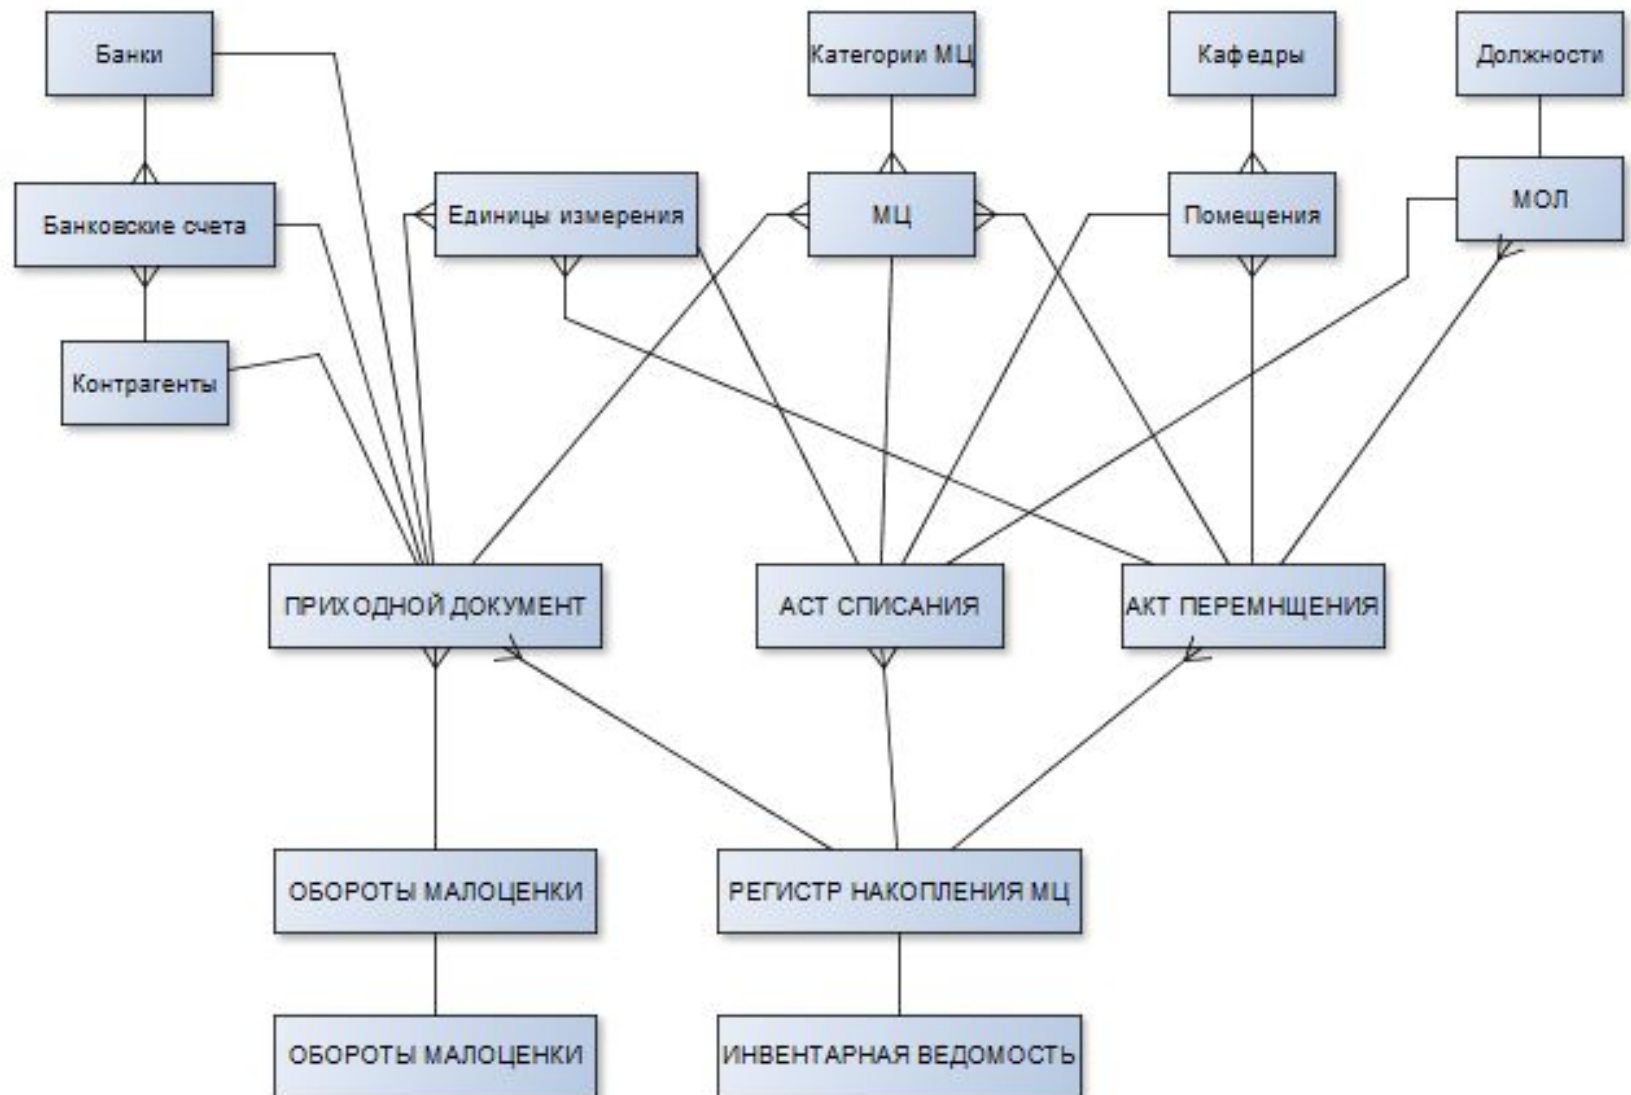 Банки
Категории МЦ
Кафедры
Должности
Банковские счета
Единицы измерения
МЦ
Помещения
МОЛ
Контрагенты
ПРИХОДНОЙ ДОКУМЕНТ
АСТ СПИСАНИЯ
АКТ ПЕРЕМНЩЕНИЯ
ОБОРОТЫ МАЛОЦЕНКИ
РЕГИСТР НАКОПЛЕНИЯ МЦ
ОБОРОТЫ МАЛОЦЕНКИ
ИНВЕНТАРНАЯ ВЕДОМОСТЬ